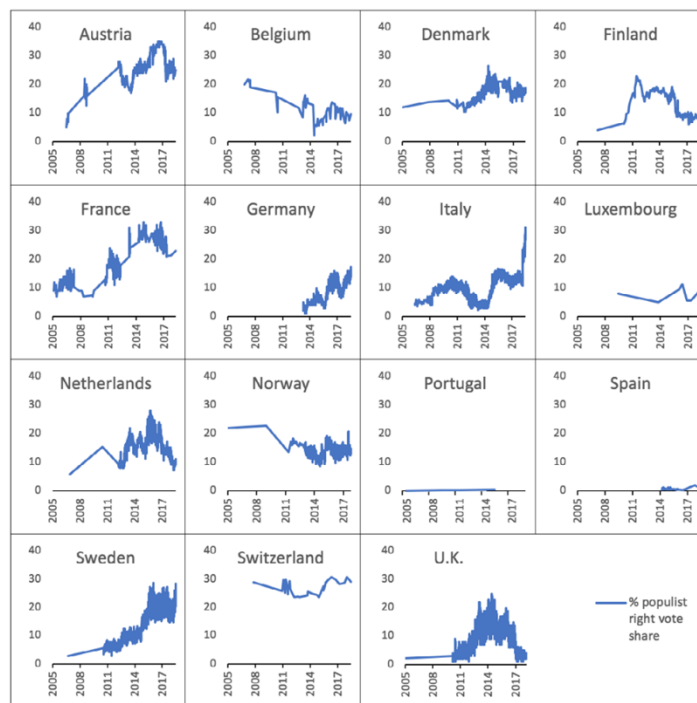 Austria Belgium Denmark Finland
40 40 40 40
30 30 30 30
20 20 20 20
10 10 10 10
0 0 0 0
2005 2008 2011 2014 2017 2005 2008 2011 2014 2017 2005 2008 2011 2014 2017 2005 2008 2011 2014 2017
France Germany Italy Luxembourg
40 40 40 40
30 30 30 30
20 20 20 20
10 10 10 10
0 0 0 0
2005 2008 2011 2014 2017 2005 2008 2011 2014 2017 2005 2008 2011 2014 2017 2005 2008 2011 2014 2017
Netherlands Norway Portugal Spain
40 40 40 40
30 30 30 30
20 20 20 20
10 10 10 10
0 0 0 0
2005 2008 2011 2014 2017 2005 2008 2011 2014 2017 2005 2008 2011 2014 2017 2005 2008 2011 2014 2017
Sweden Switzerland U.K.
40 40 40
30 30 30
20 20 20
10 10 10
0 0 0
2005 2008 2011 2014 2017 2005 2008 2011 2014 2017 2005 2008 2011 2014 2017
% populist
right vote
share